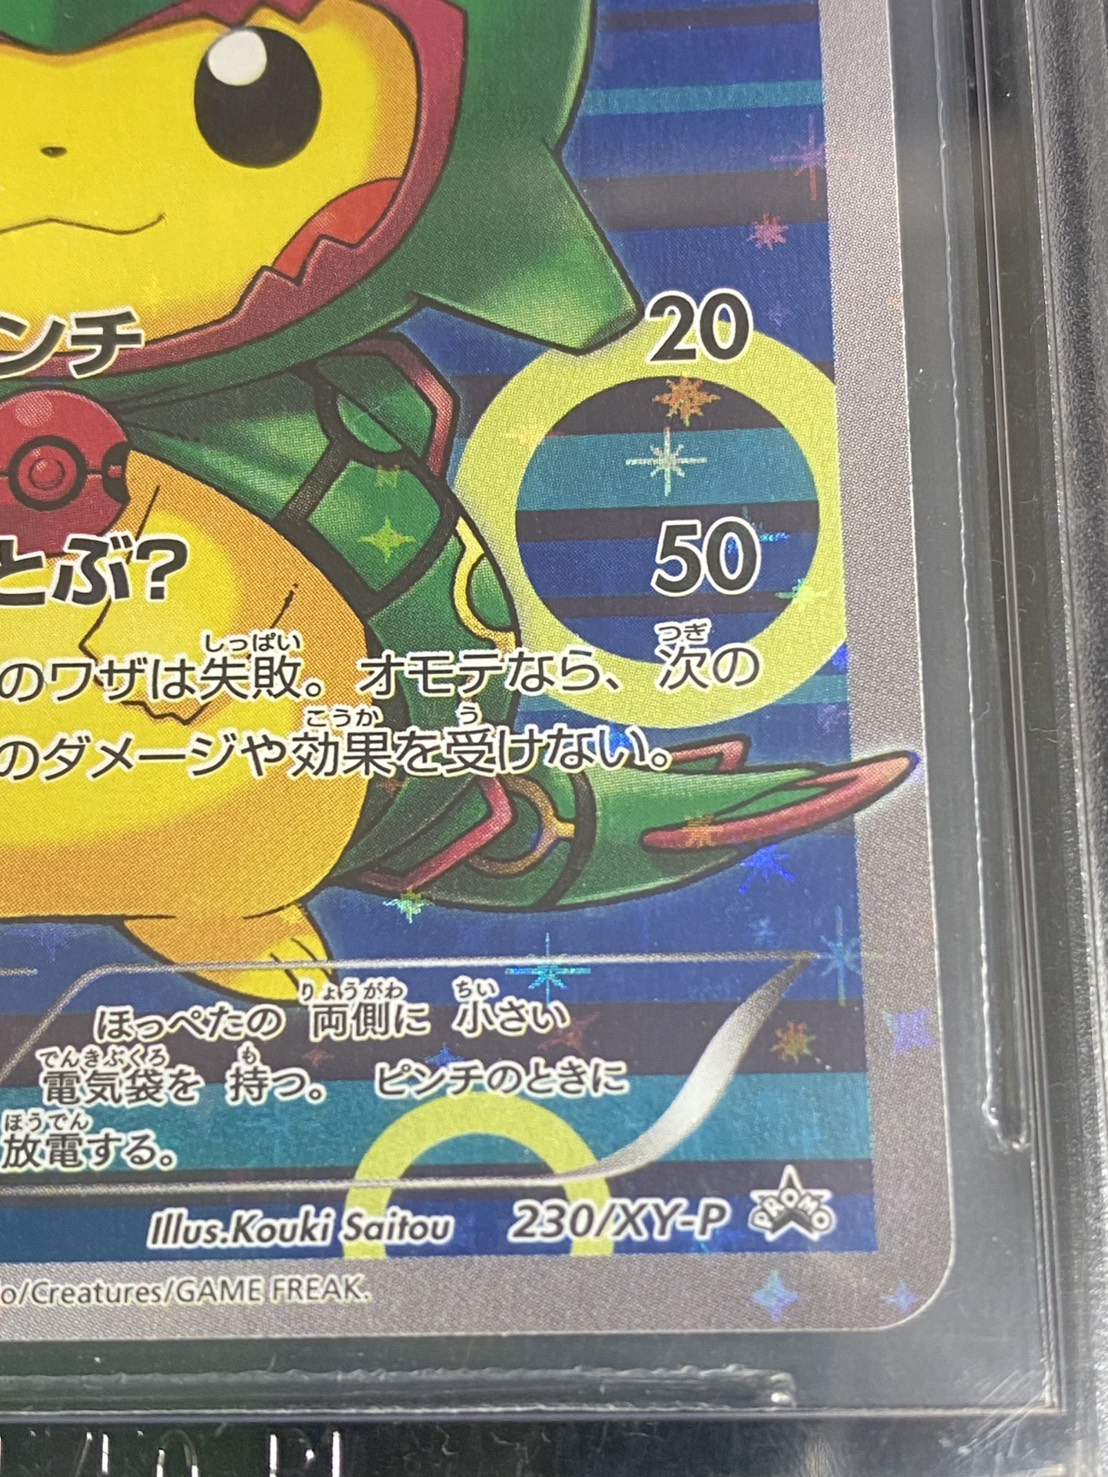 ンチ
20
とぶ?
50
しっぱい つぎ
のワザは失敗。オモテなら、次の
こうか う
のダメージや効果を受けない。
りょうがわ ちい
ほっぺたの 両側に 小さい
でんきぶくろ も
電気袋を 持つ。 ピンチのときに
ほうでん
放電する。
Illus.Kouki Saitou 230/XY-P PROMO
o/Creatures/GAME FREAK.